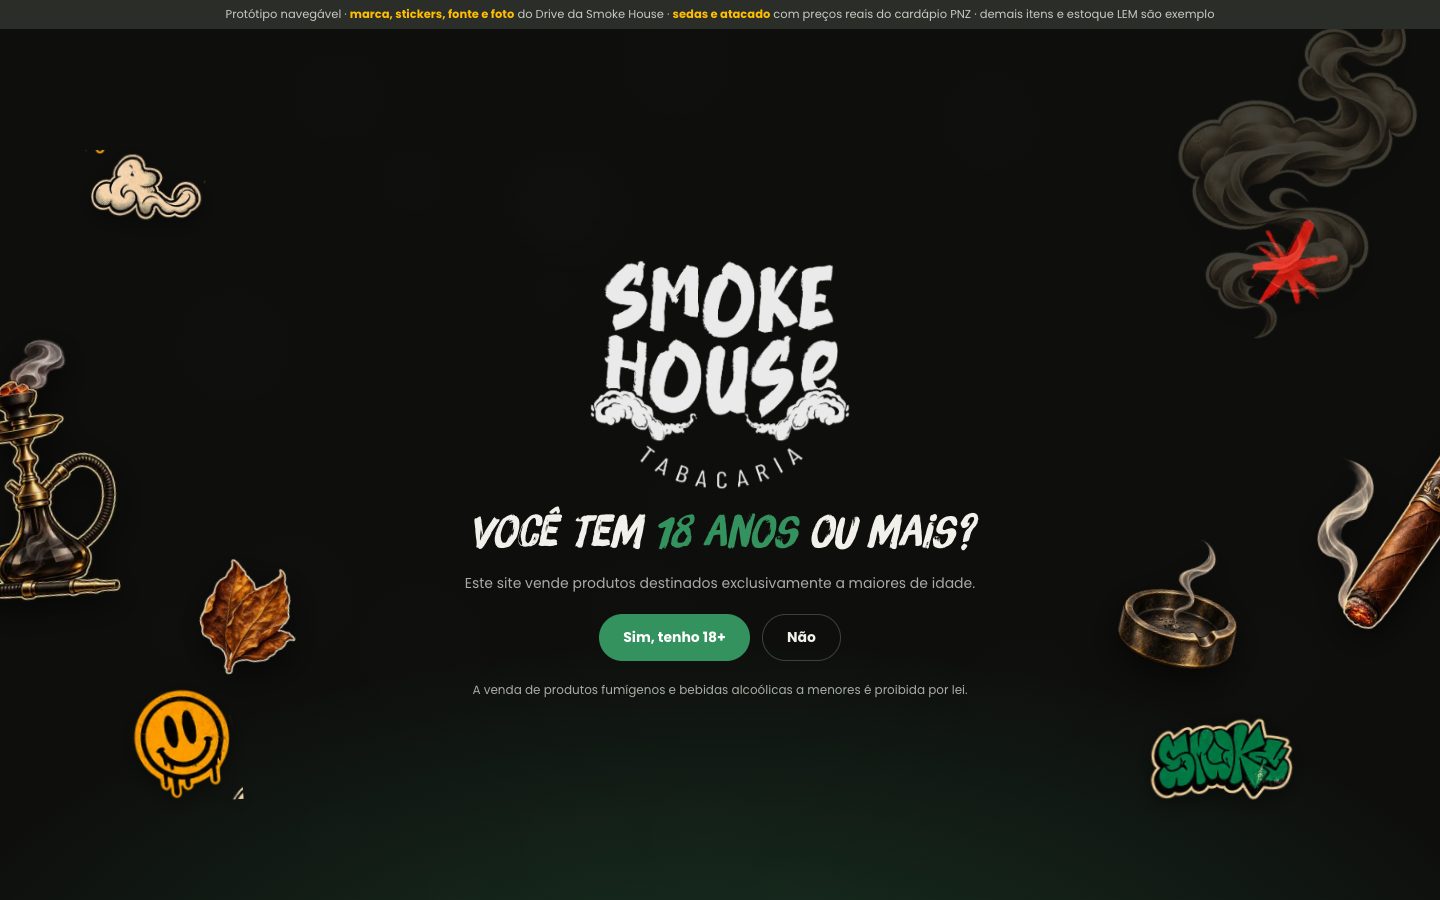 Protótipo navegável · marca, stickers, fonte e foto do Drive da Smoke House · sedas e atacado com preços reais do cardápio PNZ · demais itens e estoque LEM são exemplo
SMOKE
HOUSE
TABACARIA
VOCÊ TEM 18 ANOS OU MAIS?
Este site vende produtos destinados exclusivamente a maiores de idade.
Sim, tenho 18+
Não
A venda de produtos fumígenos e bebidas alcoólicas a menores é proibida por lei.
SMOKE